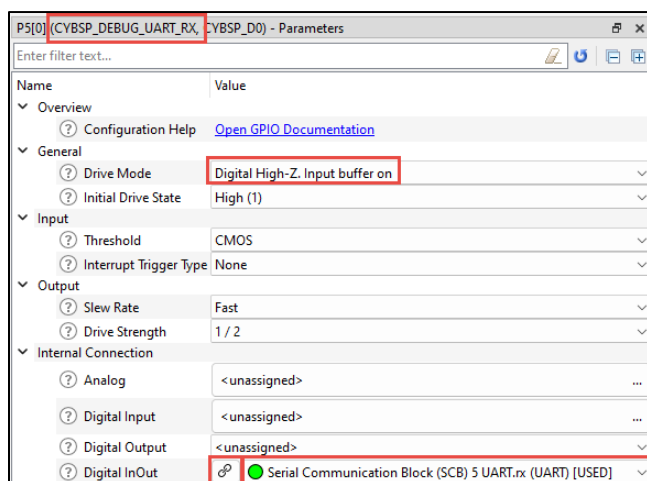 P5[0] (CYBSP_DEBUG_UART_RX, CYBSP_D0) - Parameters
Enter filter text...
Name Value
Overview
? Configuration Help Open GPIO Documentation
General
? Drive Mode Digital High-Z. Input buffer on
? Initial Drive State High (1)
Input
? Threshold CMOS
? Interrupt Trigger Type None
Output
? Slew Rate Fast
? Drive Strength 1 / 2
Internal Connection
? Analog <unassigned> ...
? Digital Input <unassigned> ...
? Digital Output <unassigned>
? Digital InOut Serial Communication Block (SCB) 5 UART.rx (UART) [USED]